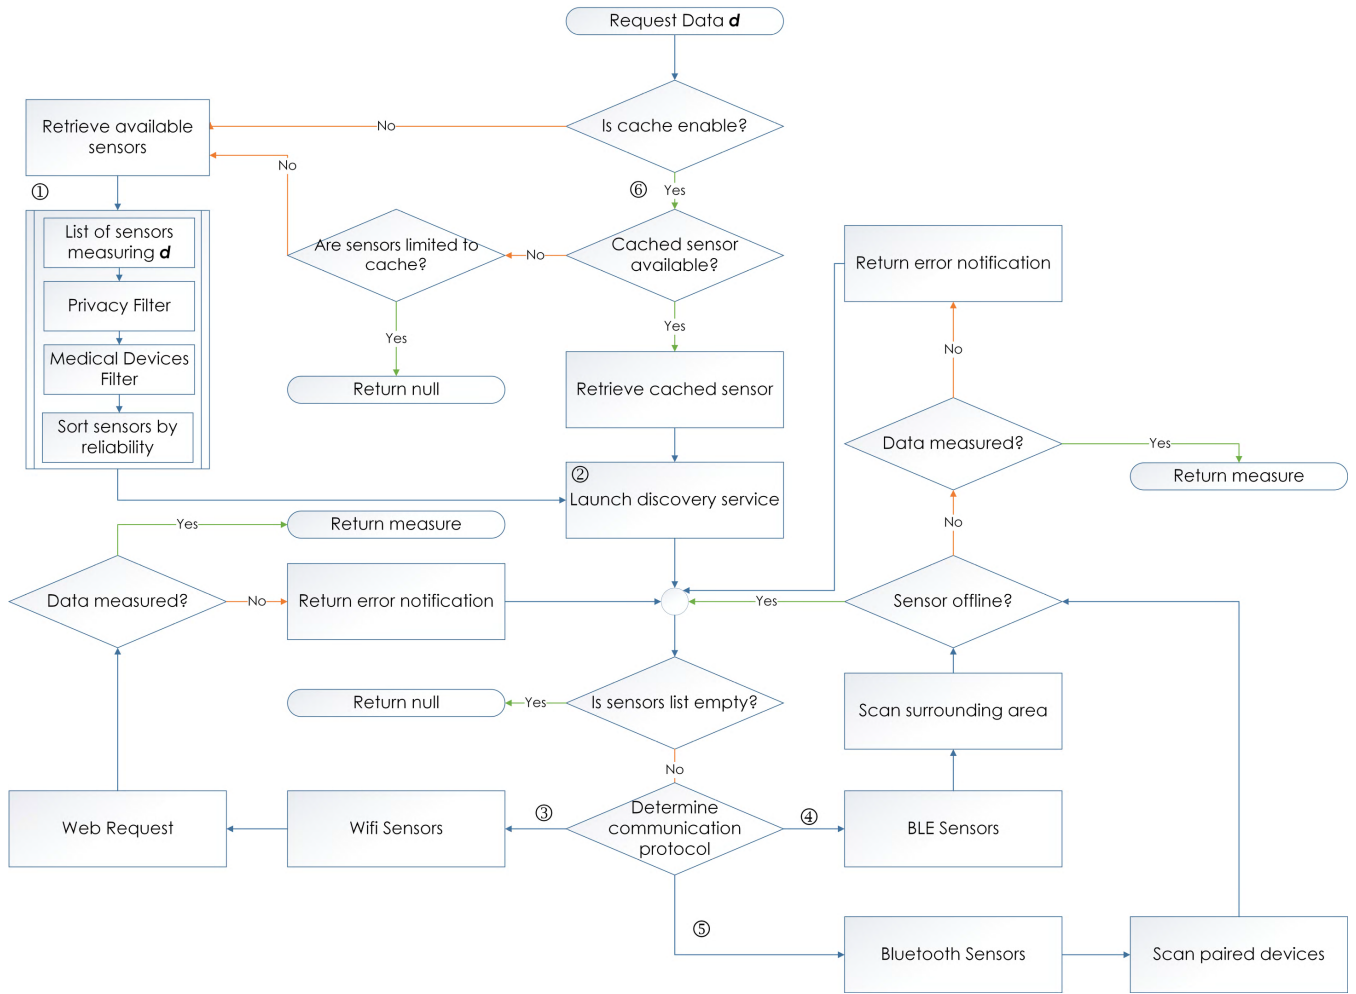 Request Data d
Is cache enable?
No
Retrieve available
sensors
No
①
⑥
Yes
List of sensors
measuring d
Are sensors limited to
cache?
No
Cached sensor
available?
Return error notification
Privacy Filter
Yes
Yes
No
Medical Devices
Filter
Return null
Retrieve cached sensor
Sort sensors by
reliability
Data measured?
Yes
Return measure
②
Launch discovery service
Yes
Return measure
No
Data measured?
No
Return error notification
Yes
Sensor offline?
Return null
Yes
Is sensors list empty?
Scan surrounding area
No
Web Request
Wifi Sensors
③
Determine
communication
protocol
④
BLE Sensors
⑤
Bluetooth Sensors
Scan paired devices